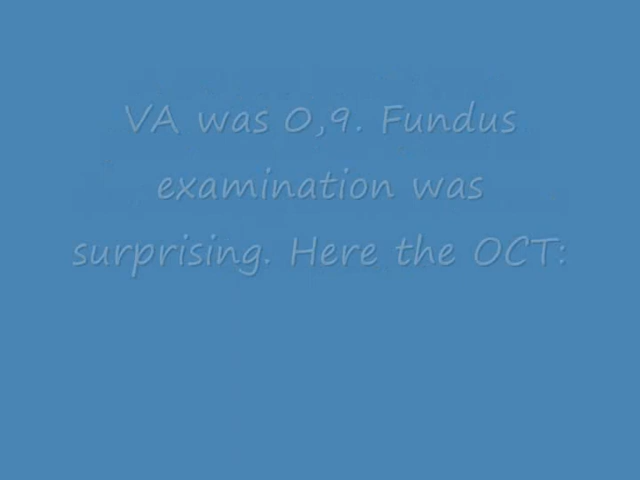 VA was 0,9. Fundus
examination was
surprising. Here the OCT: